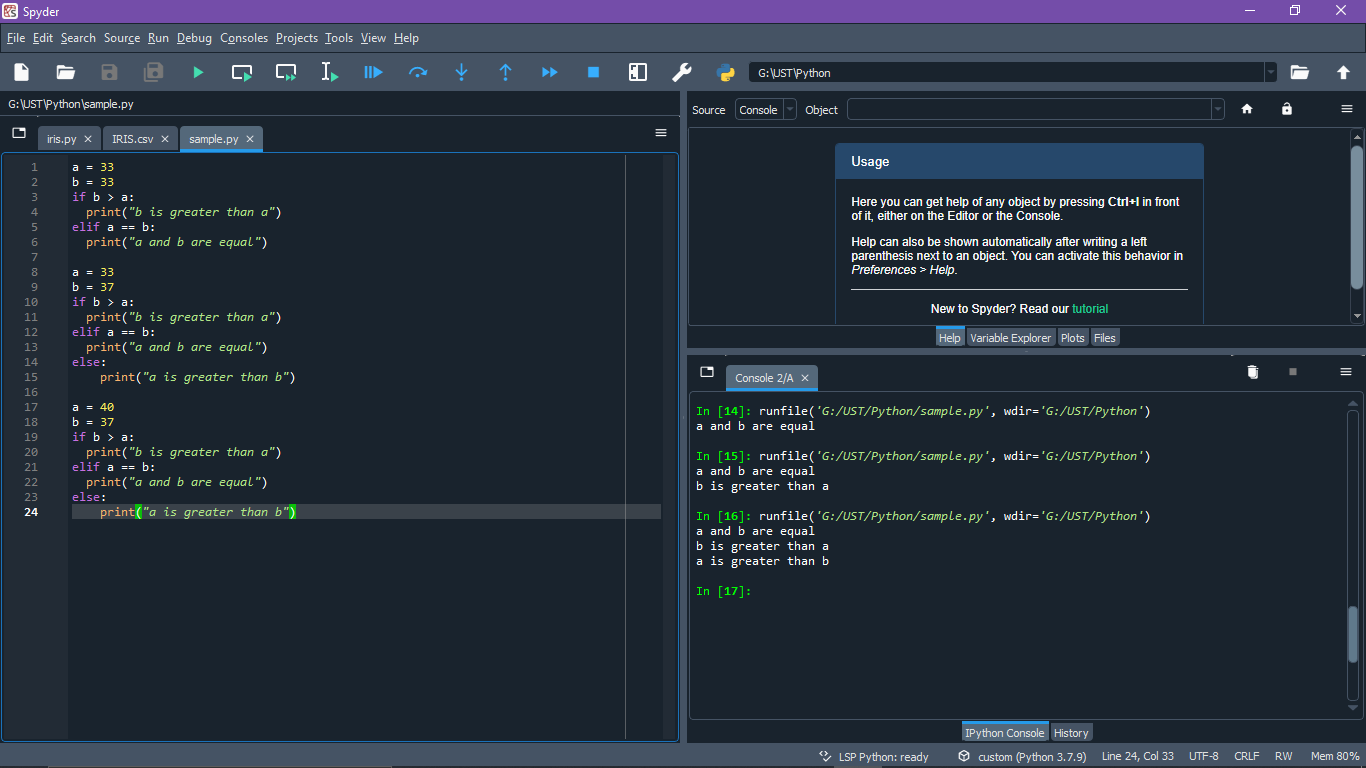 Spyder
File Edit Search Source Run Debug Consoles Projects Tools View Help
G:\UST\Python
G:\UST\Python\sample.py
iris.py
IRIS.csv
sample.py
1 a = 33
2 b = 33
3 if b > a:
4 print("b is greater than a")
5 elif a == b:
6 print("a and b are equal")
7
8 a = 33
9 b = 37
10 if b > a:
11 print("b is greater than a")
12 elif a == b:
13 print("a and b are equal")
14 else:
15 print("a is greater than b")
16
17 a = 40
18 b = 37
19 if b > a:
20 print("b is greater than a")
21 elif a == b:
22 print("a and b are equal")
23 else:
24 print("a is greater than b")
Source Console Object
Usage
Here you can get help of any object by pressing Ctrl+I in front
of it, either on the Editor or the Console.
Help can also be shown automatically after writing a left
parenthesis next to an object. You can activate this behavior in
Preferences > Help.
New to Spyder? Read our tutorial
Help Variable Explorer Plots Files
Console 2/A
In [14]: runfile('G:/UST/Python/sample.py', wdir='G:/UST/Python')
a and b are equal
In [15]: runfile('G:/UST/Python/sample.py', wdir='G:/UST/Python')
a and b are equal
b is greater than a
In [16]: runfile('G:/UST/Python/sample.py', wdir='G:/UST/Python')
a and b are equal
b is greater than a
a is greater than b
In [17]:
IPython Console History
LSP Python: ready custom (Python 3.7.9) Line 24, Col 33 UTF-8 CRLF RW Mem 80%